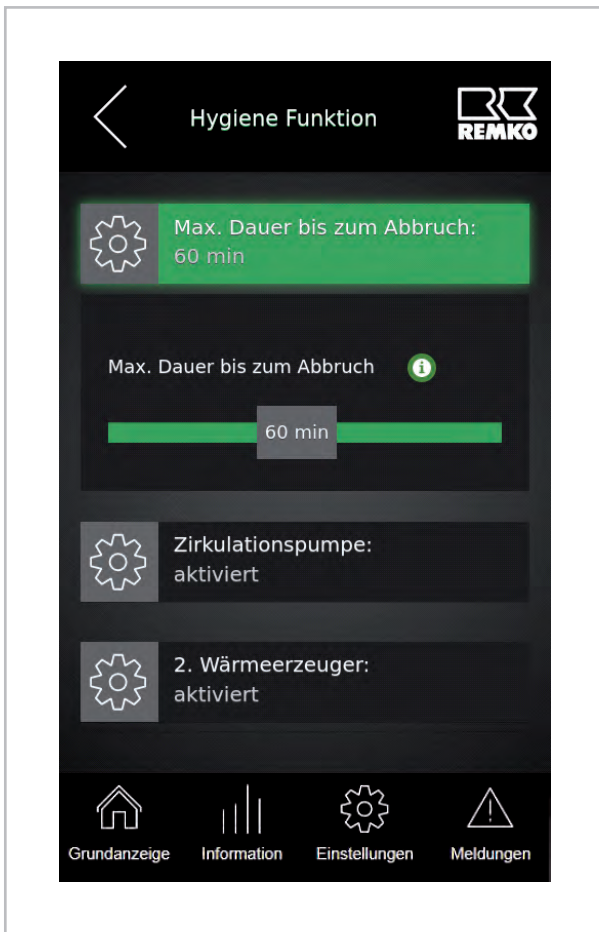 Hygiene Funktion
REMKO
Max. Dauer bis zum Abbruch:
60 min
Max. Dauer bis zum Abbruch
60 min
Zirkulationspumpe:
aktiviert
2. Wärmeerzeuger:
aktiviert
Grundanzeige Information Einstellungen Meldungen